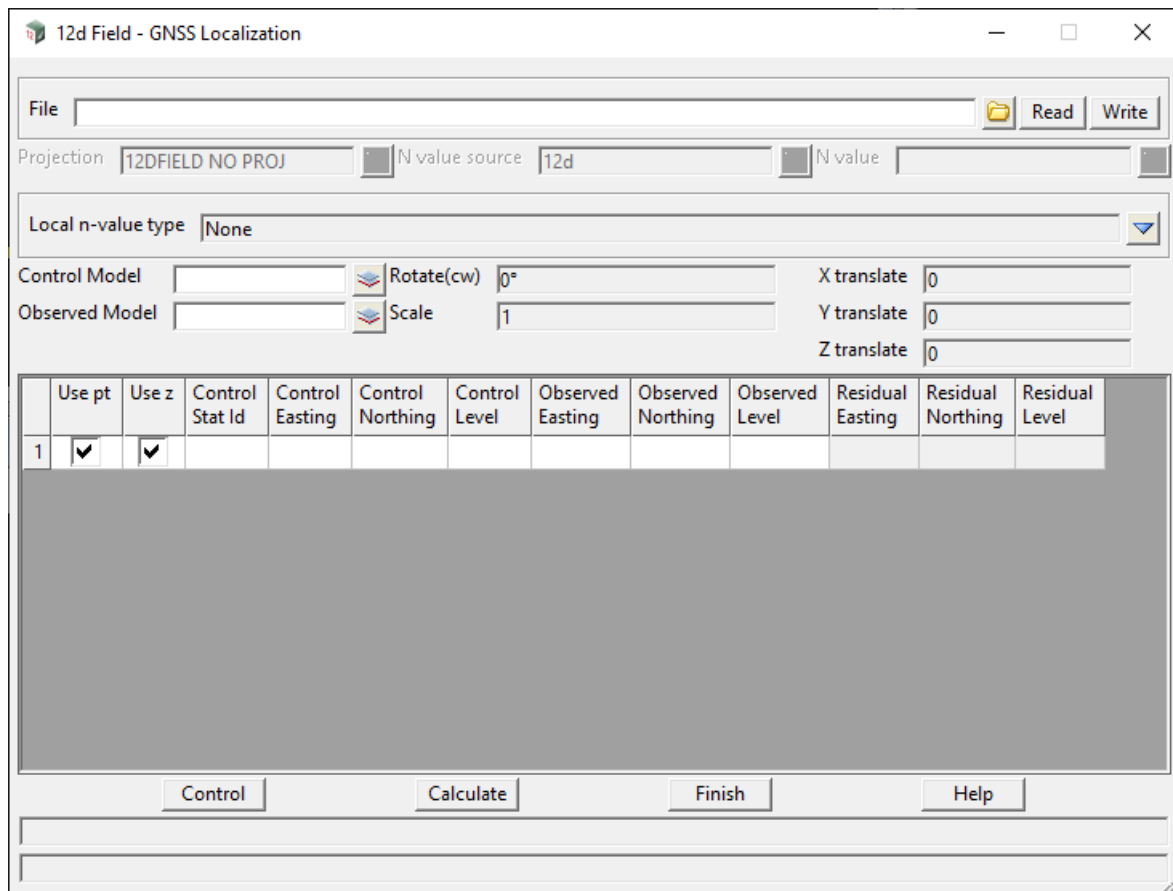 12d Field - GNSS Localization
File Read Write
Projection 12DFIELD NO PROJ N value source 12d N value
Local n-value type None
Control Model Rotate(cw) 0° X translate 0
Observed Model Scale 1 Y translate 0
Z translate 0
Use pt Use z Control Stat Id Control Easting Control Northing Control Level Observed Easting Observed Northing Observed Level Residual Easting Residual Northing Residual Level
1
Control Calculate Finish Help